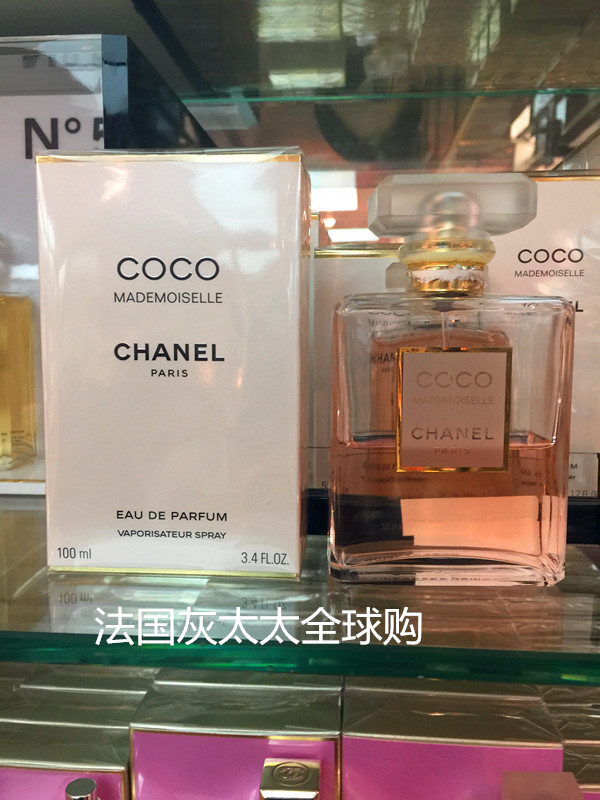 N°5
COCO
MADEMOISELLE
CHANEL
PARIS
EAU DE PARFUM
VAPORISATEUR SPRAY
100 ml
3.4 FL.OZ.
COCO
MADEMOISELLE
CHANEL
PARIS
COCO
MADEMOISELLE
法国灰太太全球购